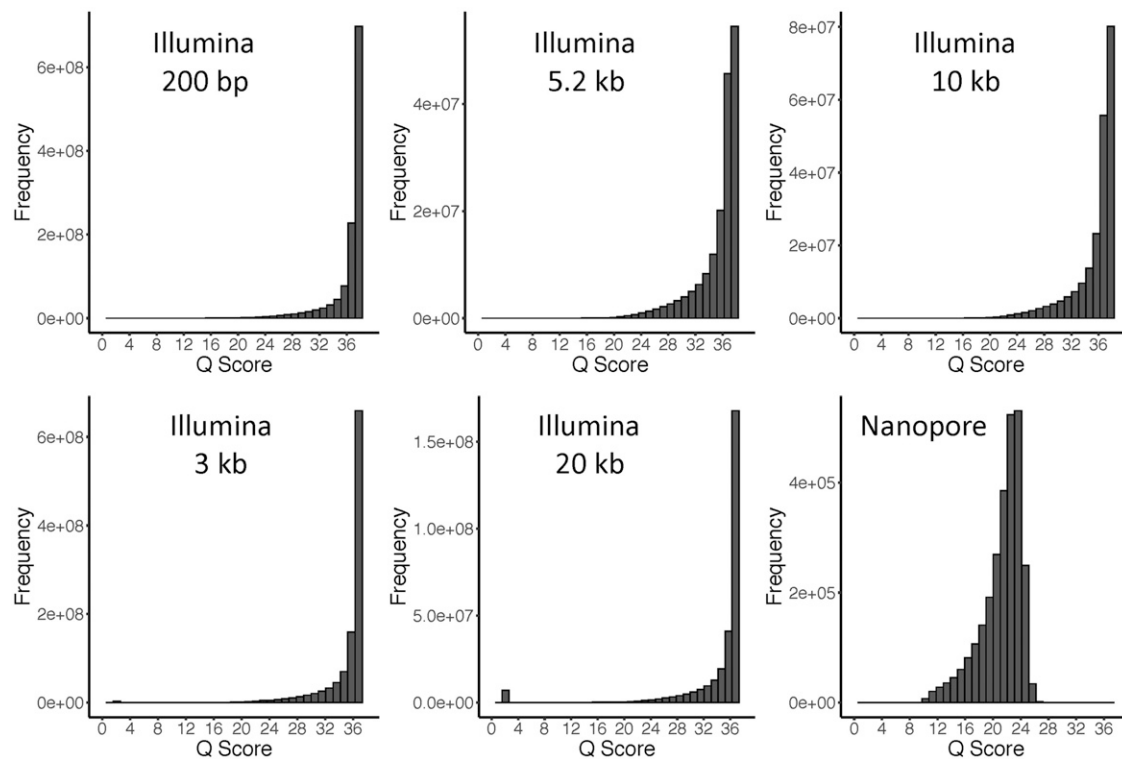 Illumina
200 bp
Frequency
6e+08
4e+08
2e+08
0e+00
0 4 8 12 16 20 24 28 32 36
Q Score
Illumina
5.2 kb
Frequency
4e+07
2e+07
0e+00
0 4 8 12 16 20 24 28 32 36
Q Score
Illumina
10 kb
Frequency
8e+07
6e+07
4e+07
2e+07
0e+00
0 4 8 12 16 20 24 28 32 36
Q Score
Illumina
3 kb
Frequency
6e+08
4e+08
2e+08
0e+00
0 4 8 12 16 20 24 28 32 36
Q Score
Illumina
20 kb
Frequency
1.5e+08
1.0e+08
5.0e+07
0.0e+00
0 4 8 12 16 20 24 28 32 36
Q Score
Nanopore
Frequency
4e+05
2e+05
0e+00
0 4 8 12 16 20 24 28 32 36
Q Score